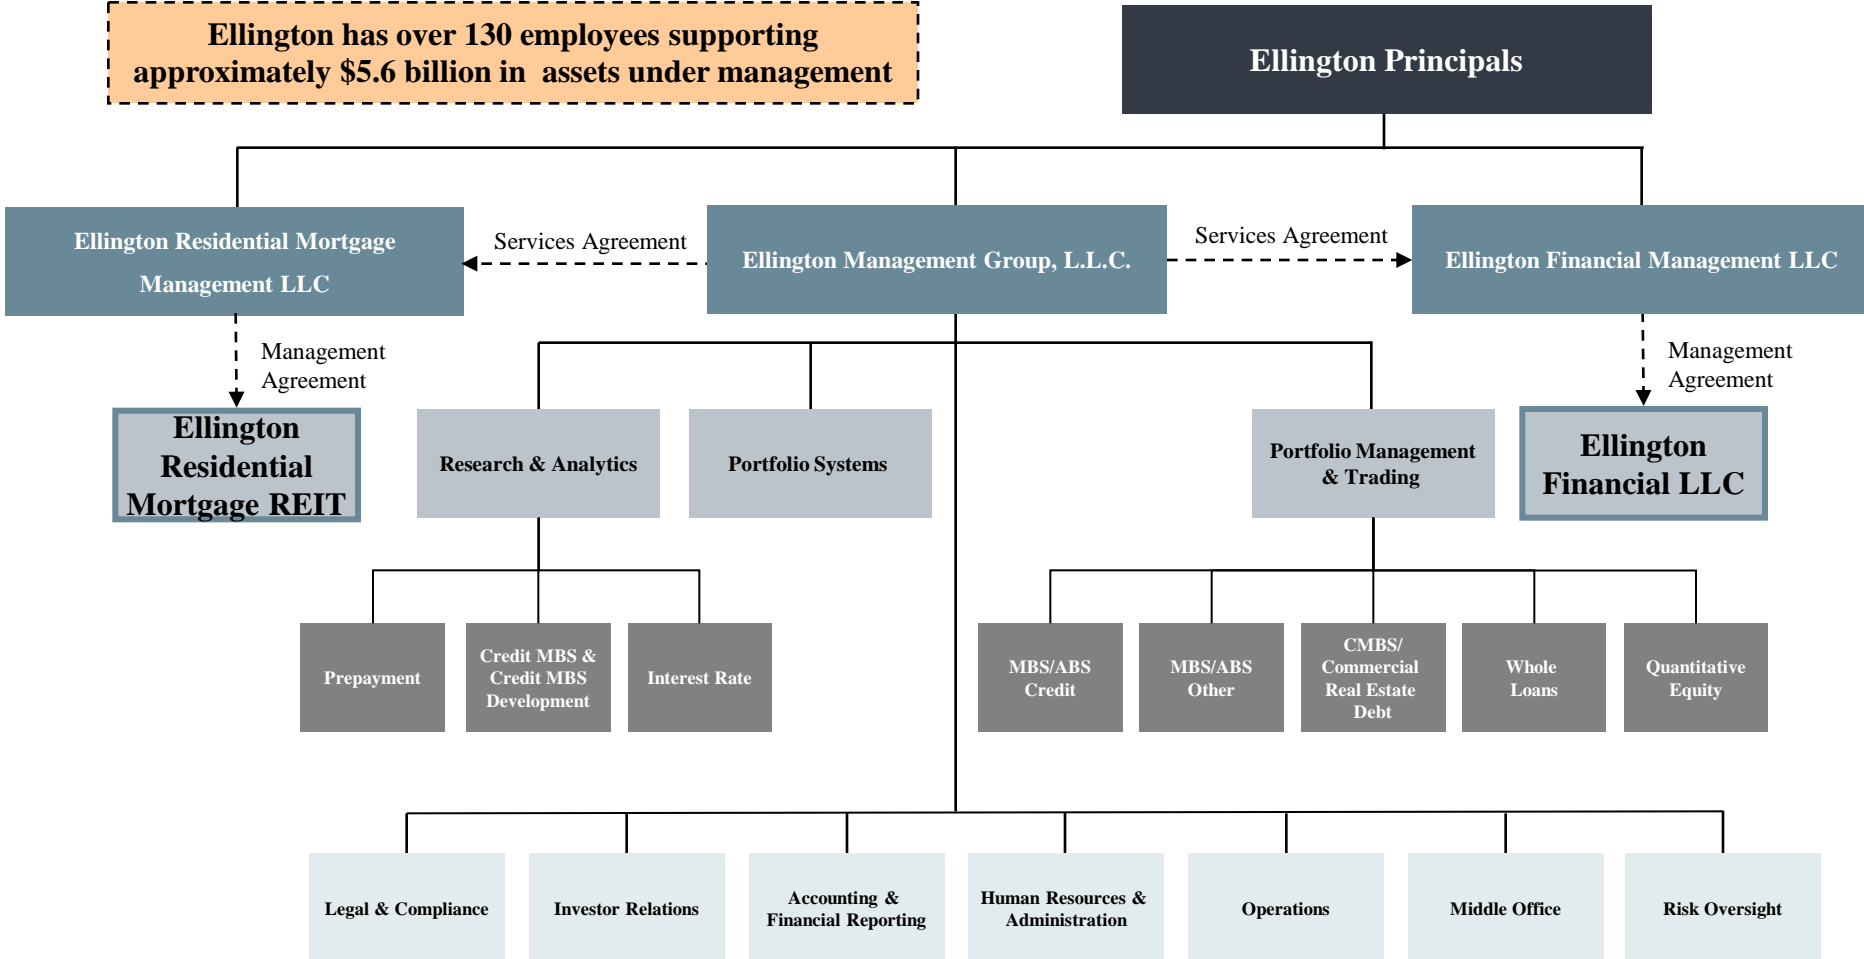 Ellington has over 130 employees supporting
approximately $5.6 billion in assets under management
Ellington Principals
Ellington Residential Mortgage
Management LLC
Services Agreement
Ellington Management Group, L.L.C.
Services Agreement
Ellington Financial Management LLC
Management
Agreement
Management
Agreement
Ellington
Residential
Mortgage REIT
Research & Analytics
Portfolio Systems
Portfolio Management
& Trading
Ellington
Financial LLC
Prepayment
Credit MBS &
Credit MBS
Development
Interest Rate
MBS/ABS
Credit
MBS/ABS
Other
CMBS/
Commercial
Real Estate
Debt
Whole
Loans
Quantitative
Equity
Legal & Compliance
Investor Relations
Accounting &
Financial Reporting
Human Resources &
Administration
Operations
Middle Office
Risk Oversight